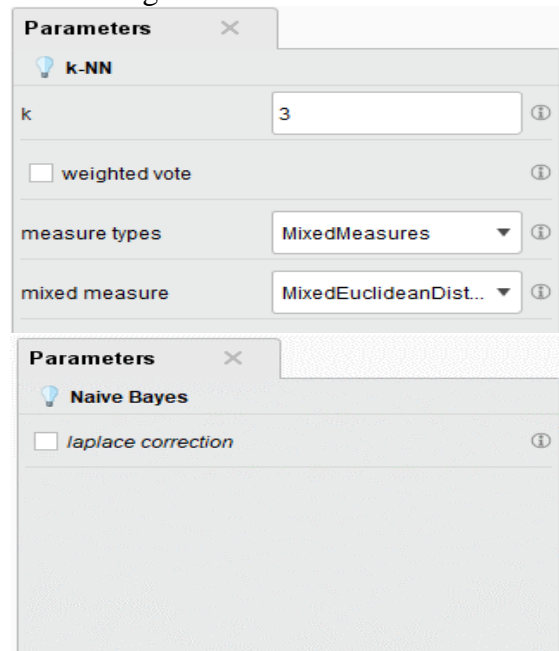 Parameters
k-NN
k 3
weighted vote
measure types MixedMeasures
mixed measure MixedEuclideanDist...
Parameters
Naive Bayes
laplace correction